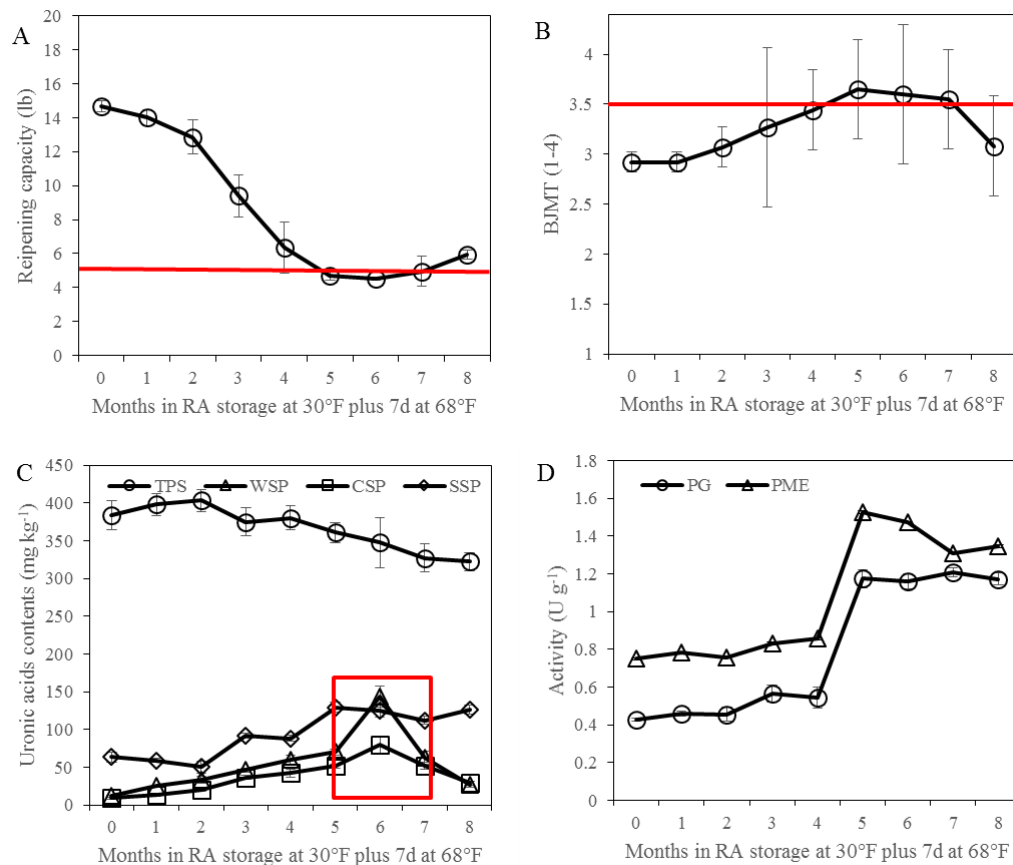 A
Reipening capacity (lb)
20
18
16
14
12
10
8
6
4
2
0
0 1 2 3 4 5 6 7 8
Months in RA storage at 30°F plus 7d at 68°F
B
BJMT (1-4)
4
3.5
3
2.5
2
1.5
1
0 1 2 3 4 5 6 7 8
Months in RA storage at 30°F plus 7d at 68°F
C
Uronic acids contents (mg kg⁻¹)
450
400
350
300
250
200
150
100
50
0
TPS WSP CSP SSP
0 1 2 3 4 5 6 7 8
Months in RA storage at 30°F plus 7d at 68°F
D
Activity (U g⁻¹)
1.8
1.6
1.4
1.2
1
0.8
0.6
0.4
0.2
0
PG PME
0 1 2 3 4 5 6 7 8
Months in RA storage at 30°F plus 7d at 68°F